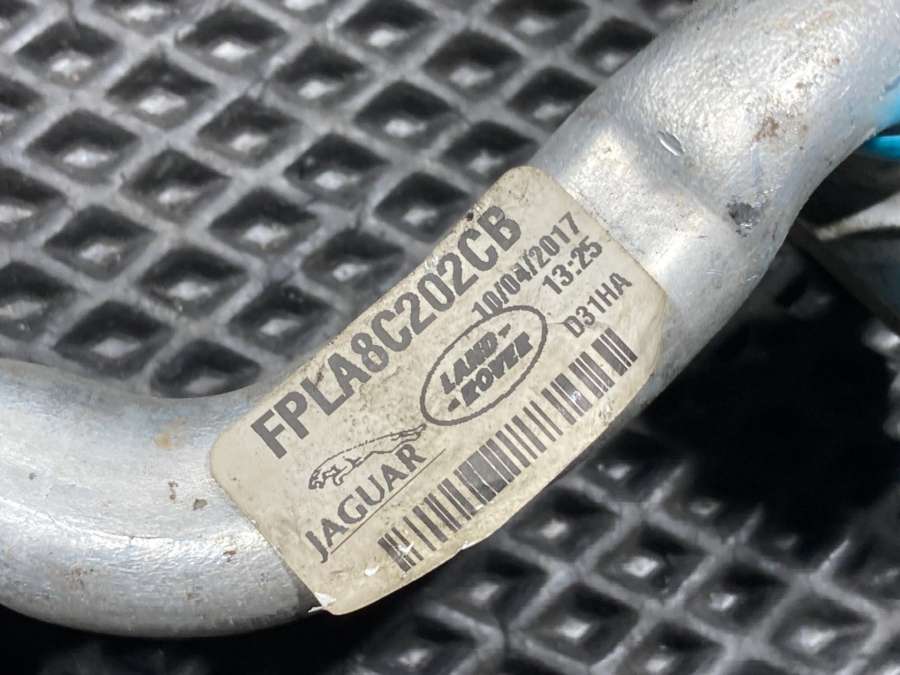 FPLA8C202CB
10/04/2017
13:25
D31HA
LAND-
-ROVER
JAGUAR